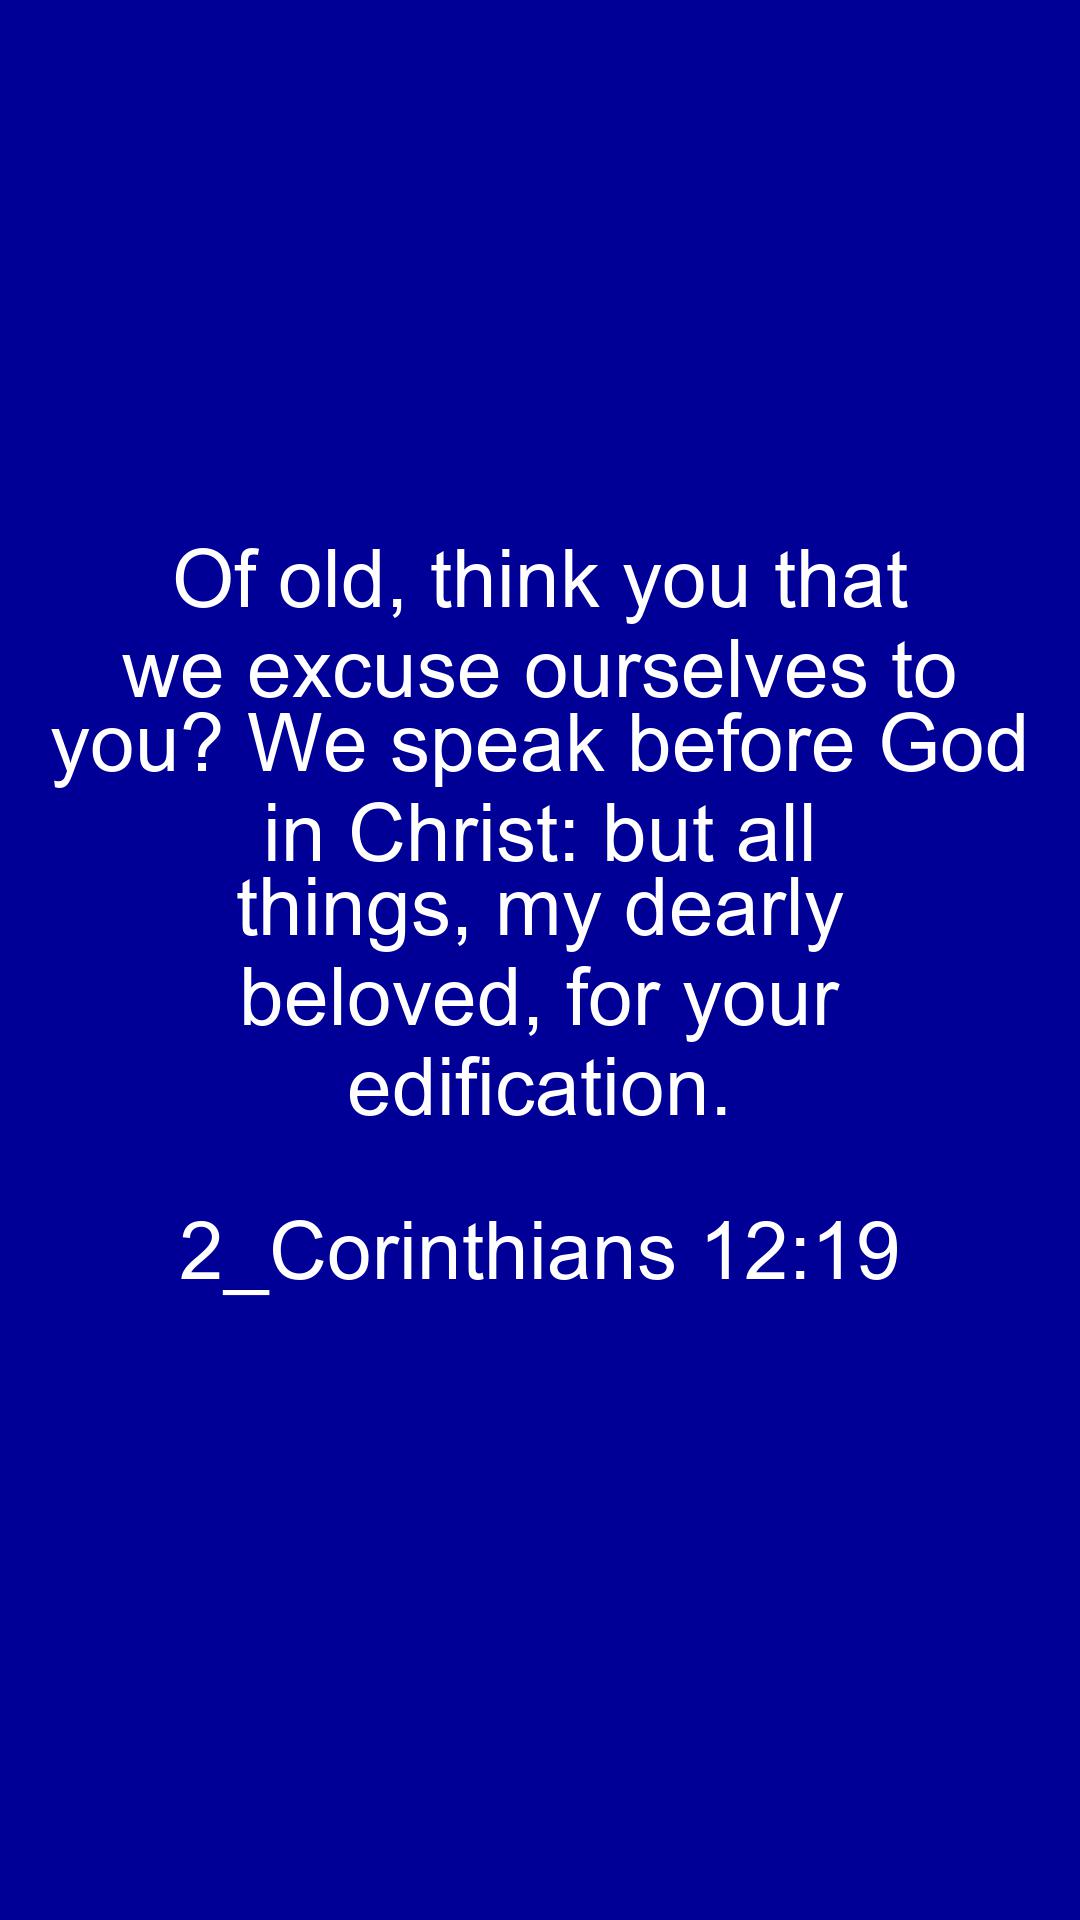 Of old, think you that
we excuse ourselves to
you? We speak before God
in Christ: but all
things, my dearly
beloved, for your
edification.
2_Corinthians 12:19